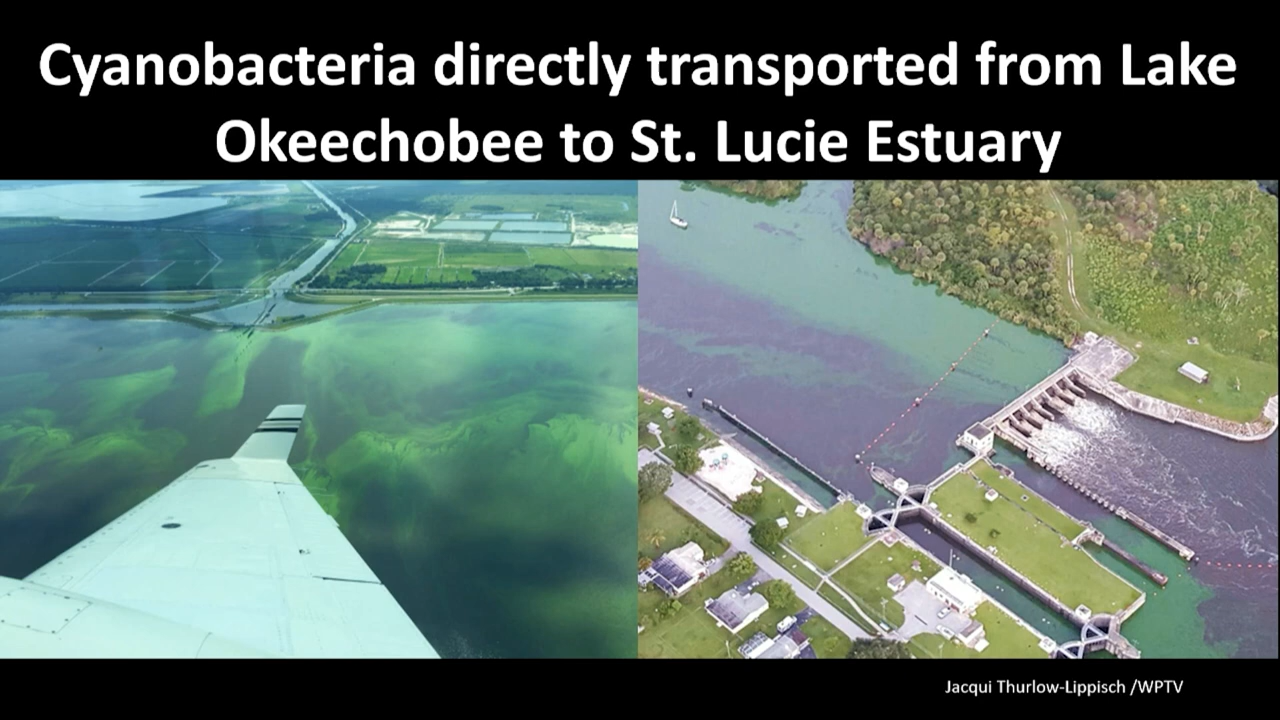 Cyanobacteria directly transported from Lake
Okeechobee to St. Lucie Estuary
Jacqui Thurlow-Lippisch /WPTV